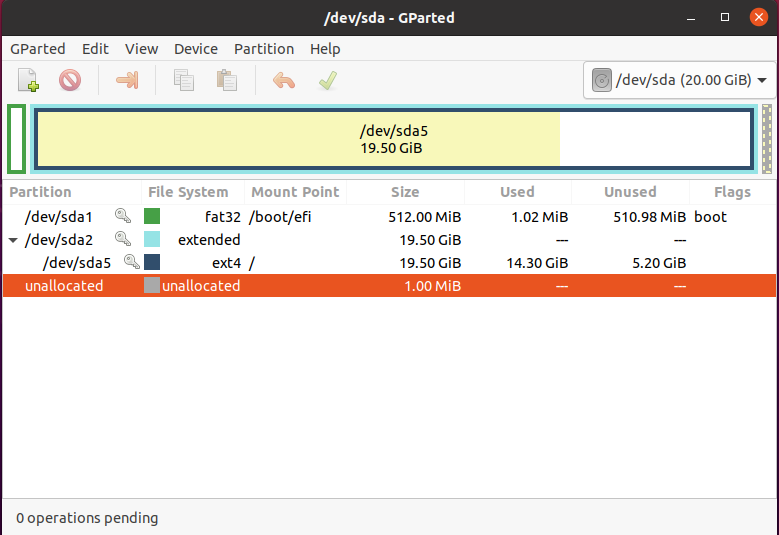 /dev/sda - GParted
GParted Edit View Device Partition Help
/dev/sda (20.00 GiB)
/dev/sda5
19.50 GiB
Partition File System Mount Point Size Used Unused Flags
/dev/sda1 fat32 /boot/efi 512.00 MiB 1.02 MiB 510.98 MiB boot
/dev/sda2 extended 19.50 GiB --- ---
/dev/sda5 ext4 / 19.50 GiB 14.30 GiB 5.20 GiB
unallocated unallocated 1.00 MiB --- ---
0 operations pending